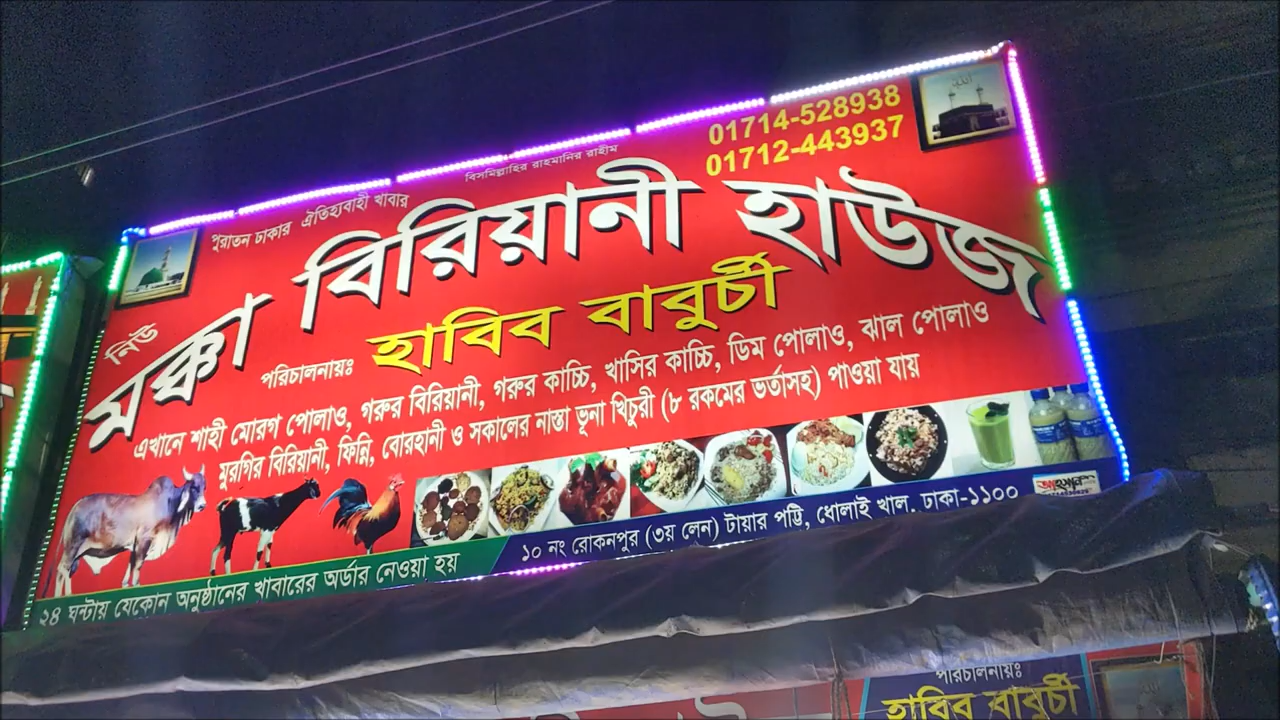 বিসমিল্লাহির রাহমানির রাহীম
01714-528938
01712-443937
পুরাতন ঢাকার ঐতিহ্যবাহী খাবার
নিউ
মক্কা বিরিয়ানী হাউজ
পরিচালনায়ঃ হাবিব বাবুর্চী
এখানে শাহী মোরগ পোলাও, গরুর বিরিয়ানী, গরুর কাচ্চি, খাসির কাচ্চি, ডিম পোলাও, ঝাল পোলাও
মুরগির বিরিয়ানী, ফিন্নি, বোরহানী ও সকালের নাস্তা ভূনা খিচুরী (৮ রকমের ভর্তাসহ) পাওয়া যায়
২৪ ঘন্টায় যেকোন অনুষ্ঠানের খাবারের অর্ডার নেওয়া হয়
১০ নং রোকনপুর (৩য় লেন) টায়ার পট্টি, ধোলাই খাল. ঢাকা-১১০০
পরিচালনায়ঃ
হাবিব বাবুর্চী